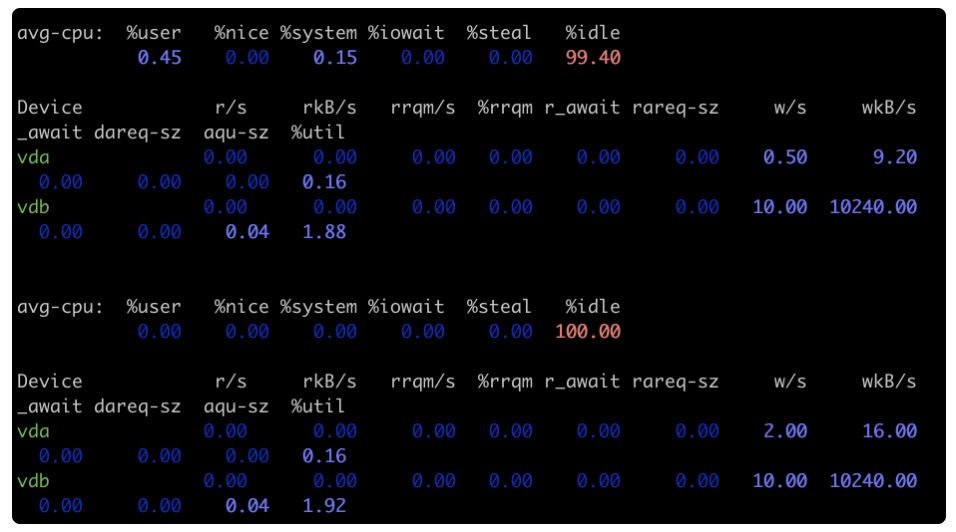 avg-cpu: %user %nice %system %iowait %steal %idle
0.45 0.00 0.15 0.00 0.00 99.40
Device r/s rkB/s rrqm/s %rrqm r_await rareq-sz w/s wkB/s
_await dareq-sz aqu-sz %util
vda 0.00 0.00 0.00 0.00 0.00 0.00 0.50 9.20
0.00 0.00 0.00 0.16
vdb 0.00 0.00 0.00 0.00 0.00 0.00 10.00 10240.00
0.00 0.00 0.04 1.88
avg-cpu: %user %nice %system %iowait %steal %idle
0.00 0.00 0.00 0.00 0.00 100.00
Device r/s rkB/s rrqm/s %rrqm r_await rareq-sz w/s wkB/s
_await dareq-sz aqu-sz %util
vda 0.00 0.00 0.00 0.00 0.00 0.00 2.00 16.00
0.00 0.00 0.00 0.16
vdb 0.00 0.00 0.00 0.00 0.00 0.00 10.00 10240.00
0.00 0.00 0.04 1.92